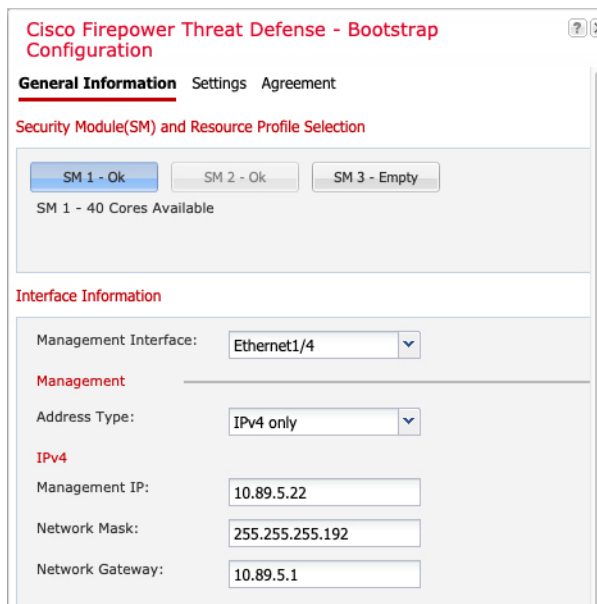 Cisco Firepower Threat Defense - Bootstrap
Configuration
?
General Information Settings Agreement
Security Module(SM) and Resource Profile Selection
SM 1 - Ok SM 2 - Ok SM 3 - Empty
SM 1 - 40 Cores Available
Interface Information
Management Interface: Ethernet1/4
Management
Address Type: IPv4 only
IPv4
Management IP: 10.89.5.22
Network Mask: 255.255.255.192
Network Gateway: 10.89.5.1